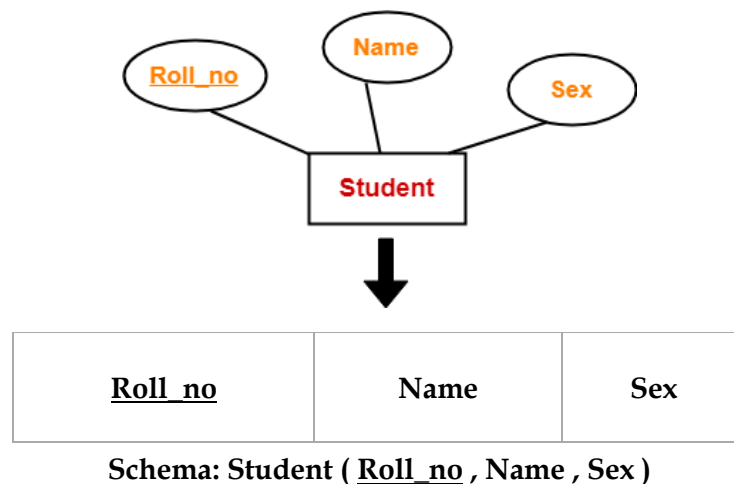 Name
Roll_no
Sex
Student
Roll_no Name Sex
Schema: Student ( Roll_no , Name , Sex )